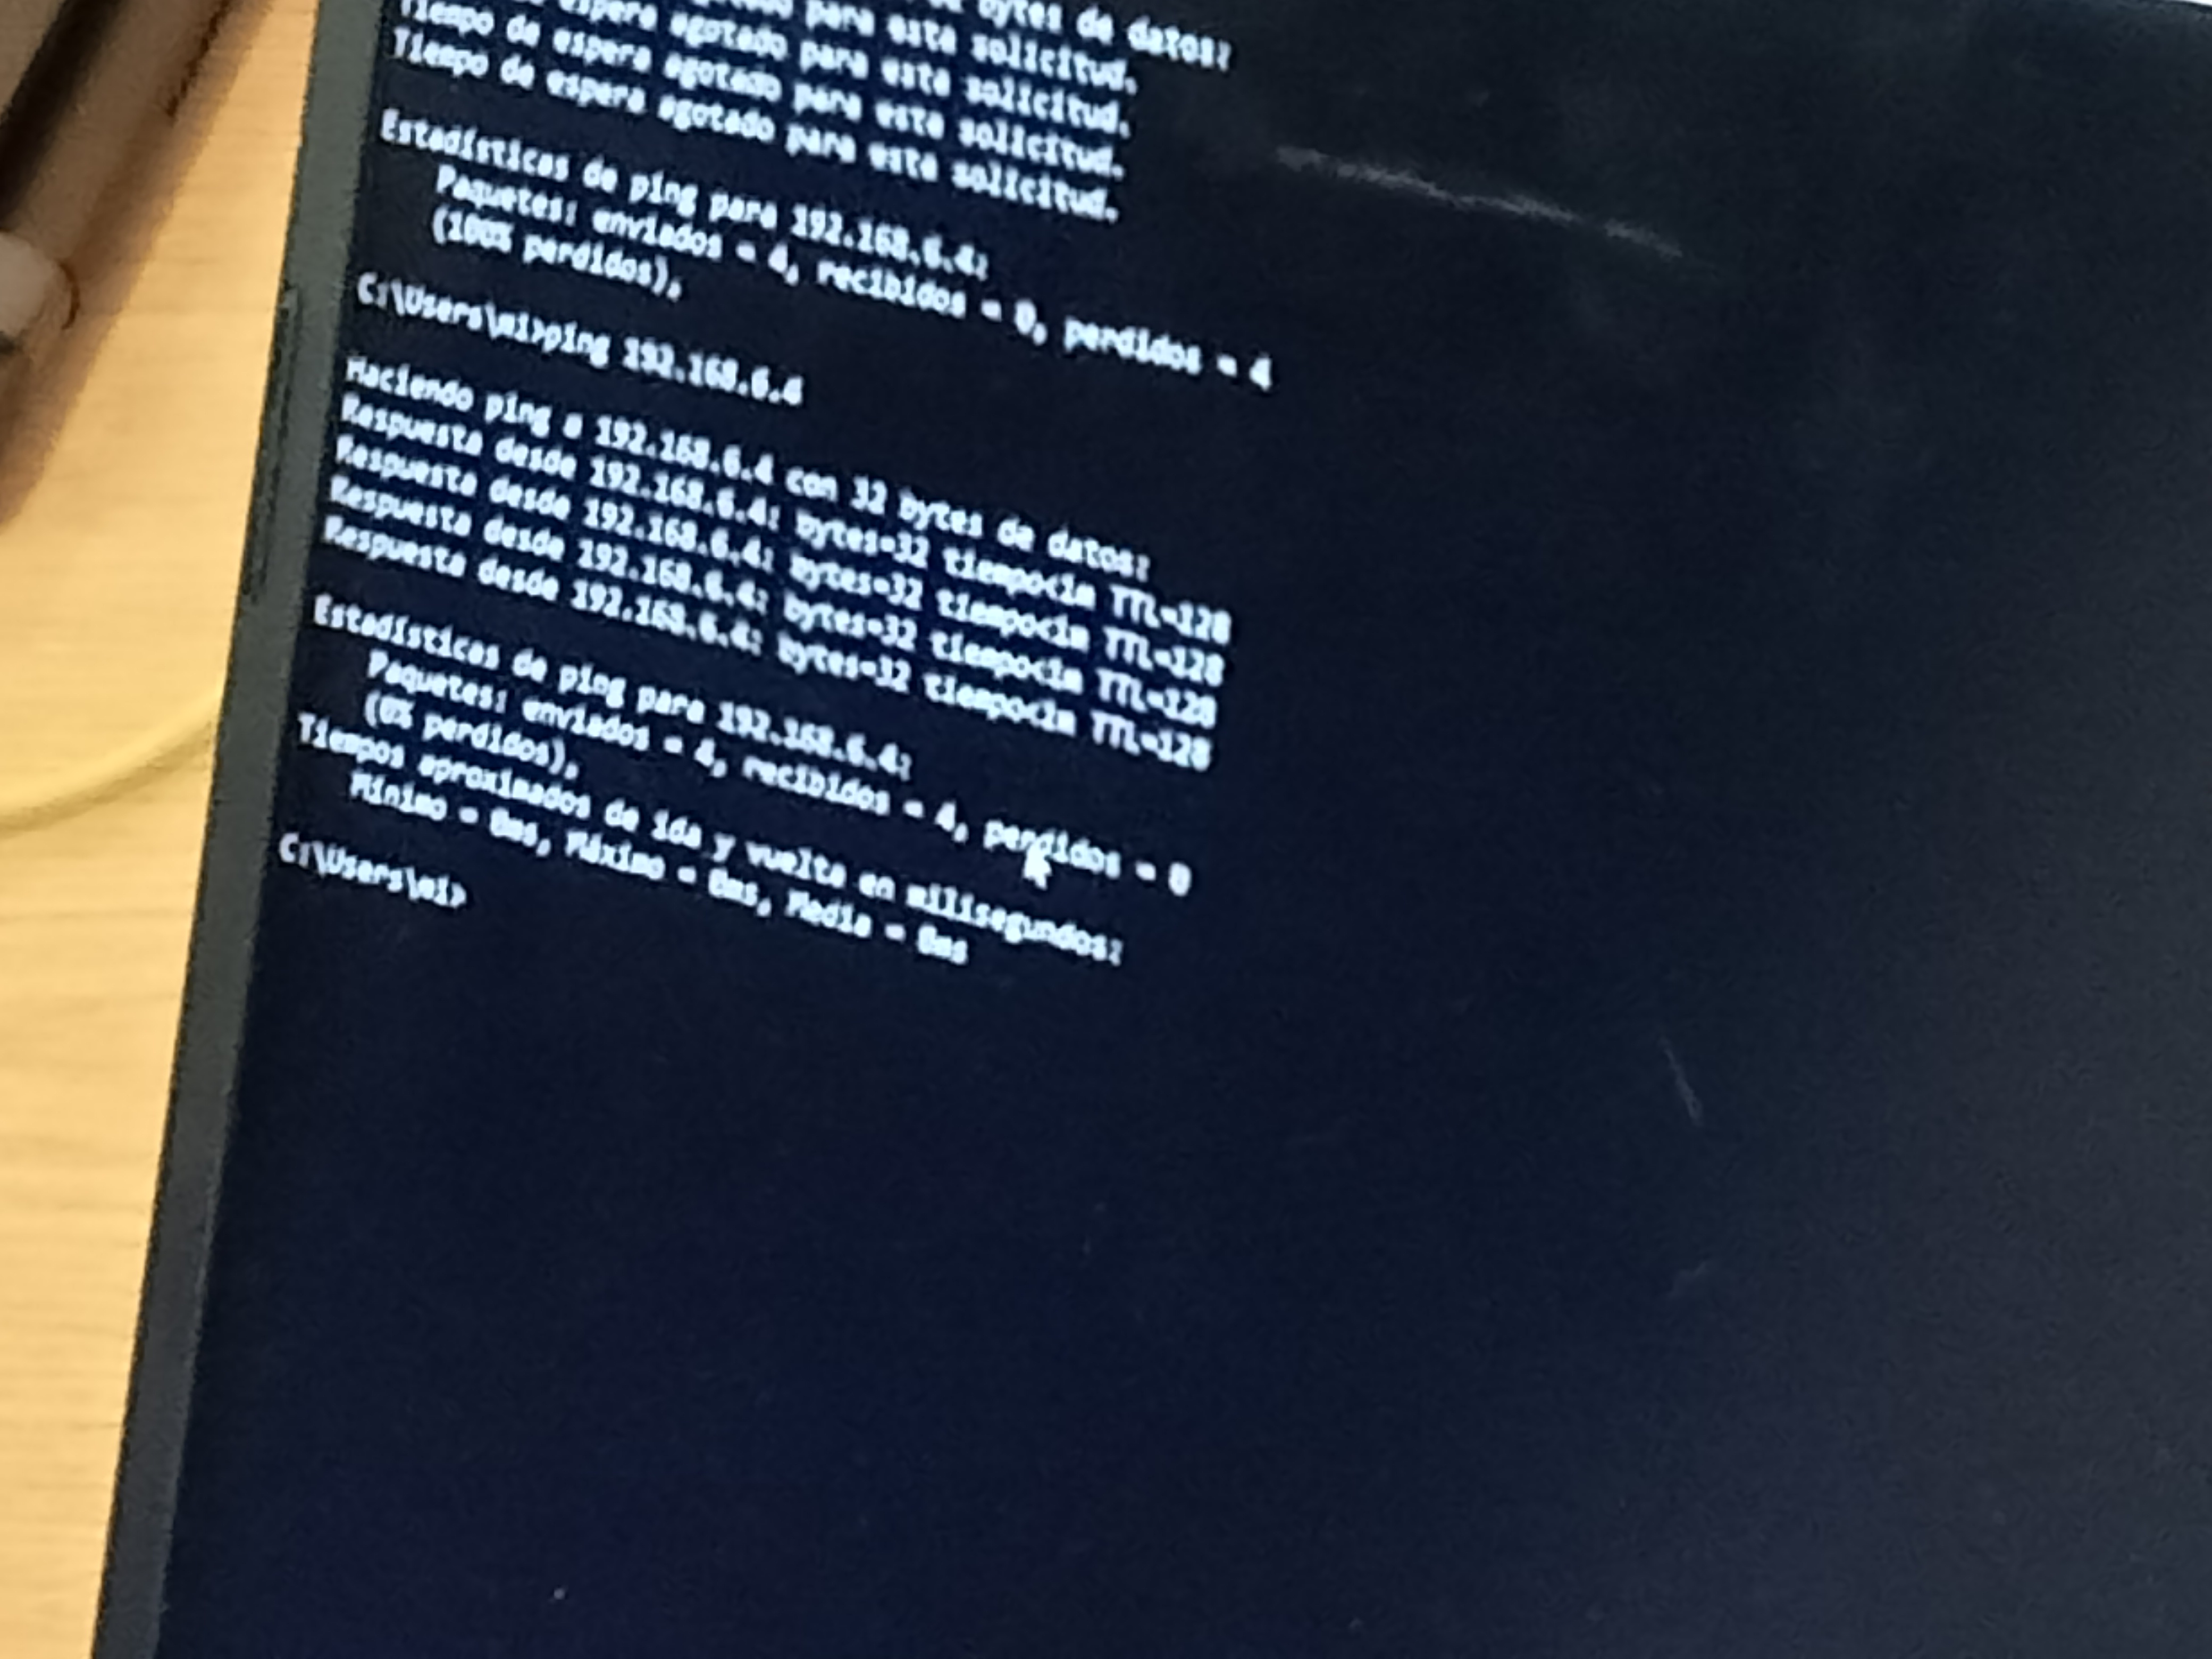 bytes de datos:
para esta solicitud.
espera agotado para esta solicitud.
Tiempo de espera agotado para esta solicitud.
Tiempo de espera agotado para esta solicitud.
Estadísticas de ping para 192.168.6.4:
Paquetes: enviados = 4, recibidos = 0, perdidos = 4
(100% perdidos),
C:\Users\mi>ping 192.168.6.4
Haciendo ping a 192.168.6.4 con 32 bytes de datos:
Respuesta desde 192.168.6.4: bytes=32 tiempo<1m TTL=128
Respuesta desde 192.168.6.4: bytes=32 tiempo<1m TTL=128
Respuesta desde 192.168.6.4: bytes=32 tiempo<1m TTL=128
Respuesta desde 192.168.6.4: bytes=32 tiempo<1m TTL=128
Estadísticas de ping para 192.168.6.4:
Paquetes: enviados = 4, recibidos = 4, perdidos = 0
(0% perdidos),
Tiempos aproximados de ida y vuelta en milisegundos:
Mínimo = 0ms, Máximo = 0ms, Media = 0ms
C:\Users\mi>